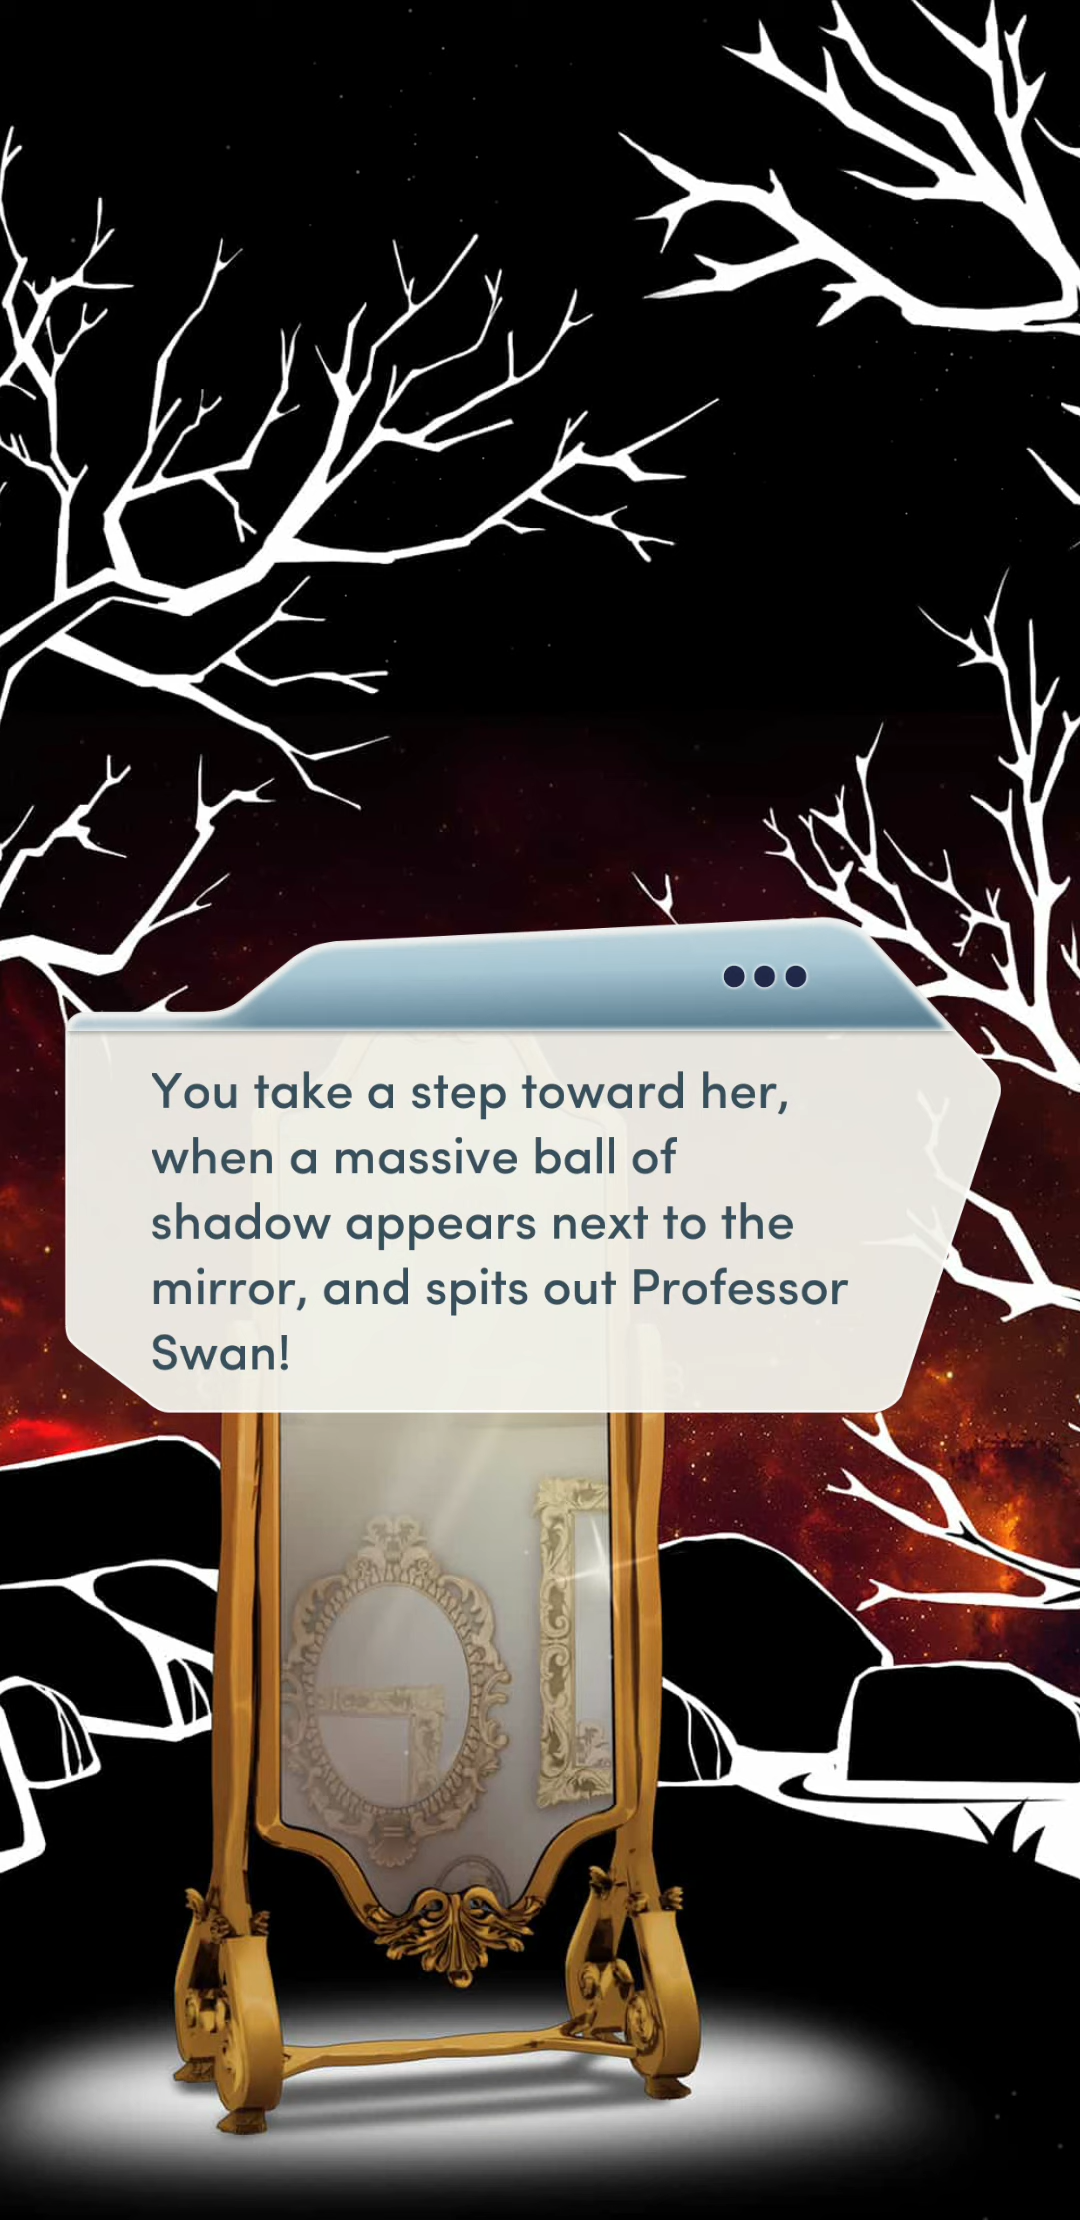 You take a step toward her,
when a massive ball of
shadow appears next to the
mirror, and spits out Professor
Swan!